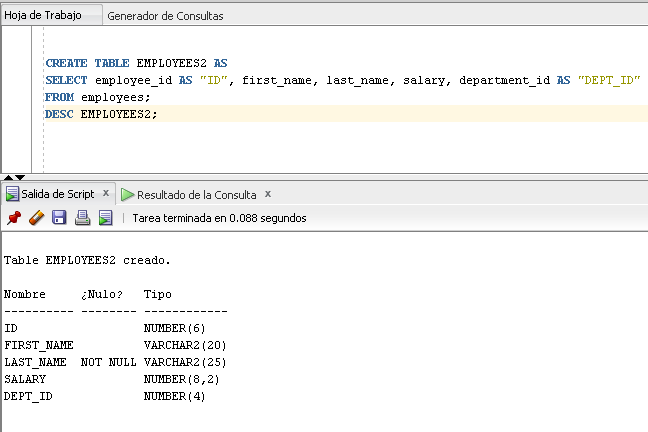 Hoja de Trabajo Generador de Consultas
CREATE TABLE EMPLOYEES2 AS
SELECT employee_id AS "ID", first_name, last_name, salary, department_id AS "DEPT_ID"
FROM employees;
DESC EMPLOYEES2;
Salida de Script x Resultado de la Consulta x
Tarea terminada en 0.088 segundos
Table EMPLOYEES2 creado.
Nombre ¿Nulo? Tipo
---------- -------- ------------
ID NUMBER(6)
FIRST_NAME VARCHAR2(20)
LAST_NAME NOT NULL VARCHAR2(25)
SALARY NUMBER(8,2)
DEPT_ID NUMBER(4)